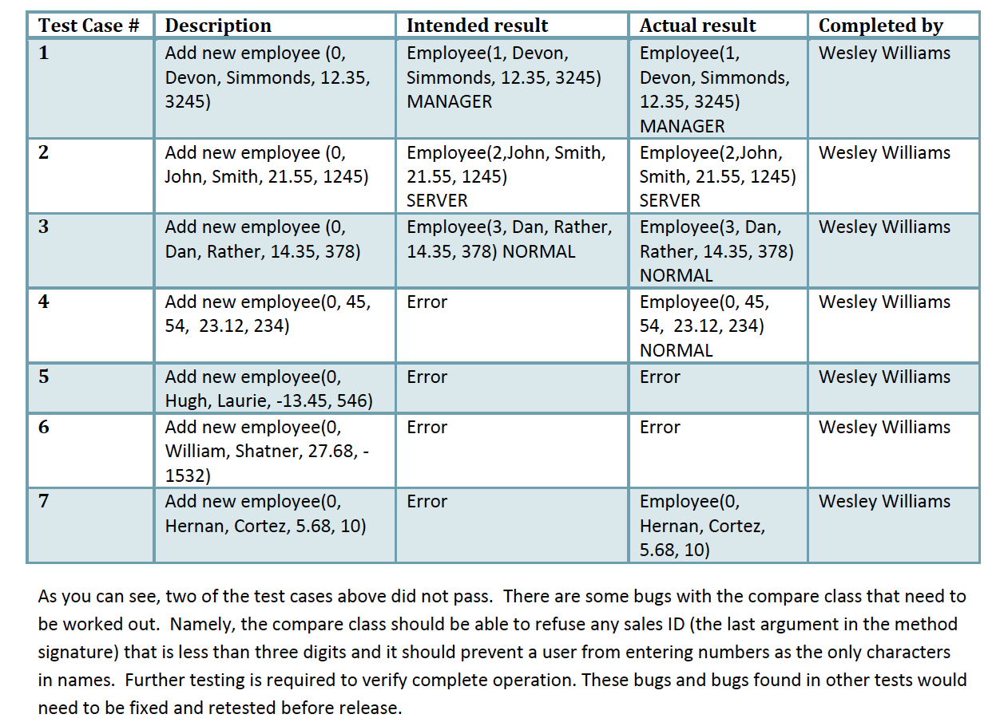 Test Case # Description Intended result Actual result Completed by
1 Add new employee (0, Employee(1, Devon, Employee(1, Wesley Williams
Devon, Simmonds, 12.35, Simmonds, 12.35, 3245) Devon, Simmonds,
3245) MANAGER 12.35, 3245)
MANAGER
2 Add new employee (0, Employee(2,John, Smith, Employee(2,John, Wesley Williams
John, Smith, 21.55, 1245) 21.55, 1245) Smith, 21.55, 1245)
SERVER SERVER
3 Add new employee (0, Employee(3, Dan, Rather, Employee(3, Dan, Wesley Williams
Dan, Rather, 14.35, 378) 14.35, 378) NORMAL Rather, 14.35, 378)
NORMAL
4 Add new employee(0, 45, Error Employee(0, 45, Wesley Williams
54,  23.12, 234) 54,  23.12, 234)
NORMAL
5 Add new employee(0, Error Error Wesley Williams
Hugh, Laurie, -13.45, 546)
6 Add new employee(0, Error Error Wesley Williams
William, Shatner, 27.68, -
1532)
7 Add new employee(0, Error Employee(0, Wesley Williams
Hernan, Cortez, 5.68, 10) Hernan, Cortez,
5.68, 10)
As you can see, two of the test cases above did not pass.  There are some bugs with the compare class that need to
be worked out.  Namely, the compare class should be able to refuse any sales ID (the last argument in the method
signature) that is less than three digits and it should prevent a user from entering numbers as the only characters
in names.  Further testing is required to verify complete operation. These bugs and bugs found in other tests would
need to be fixed and retested before release.